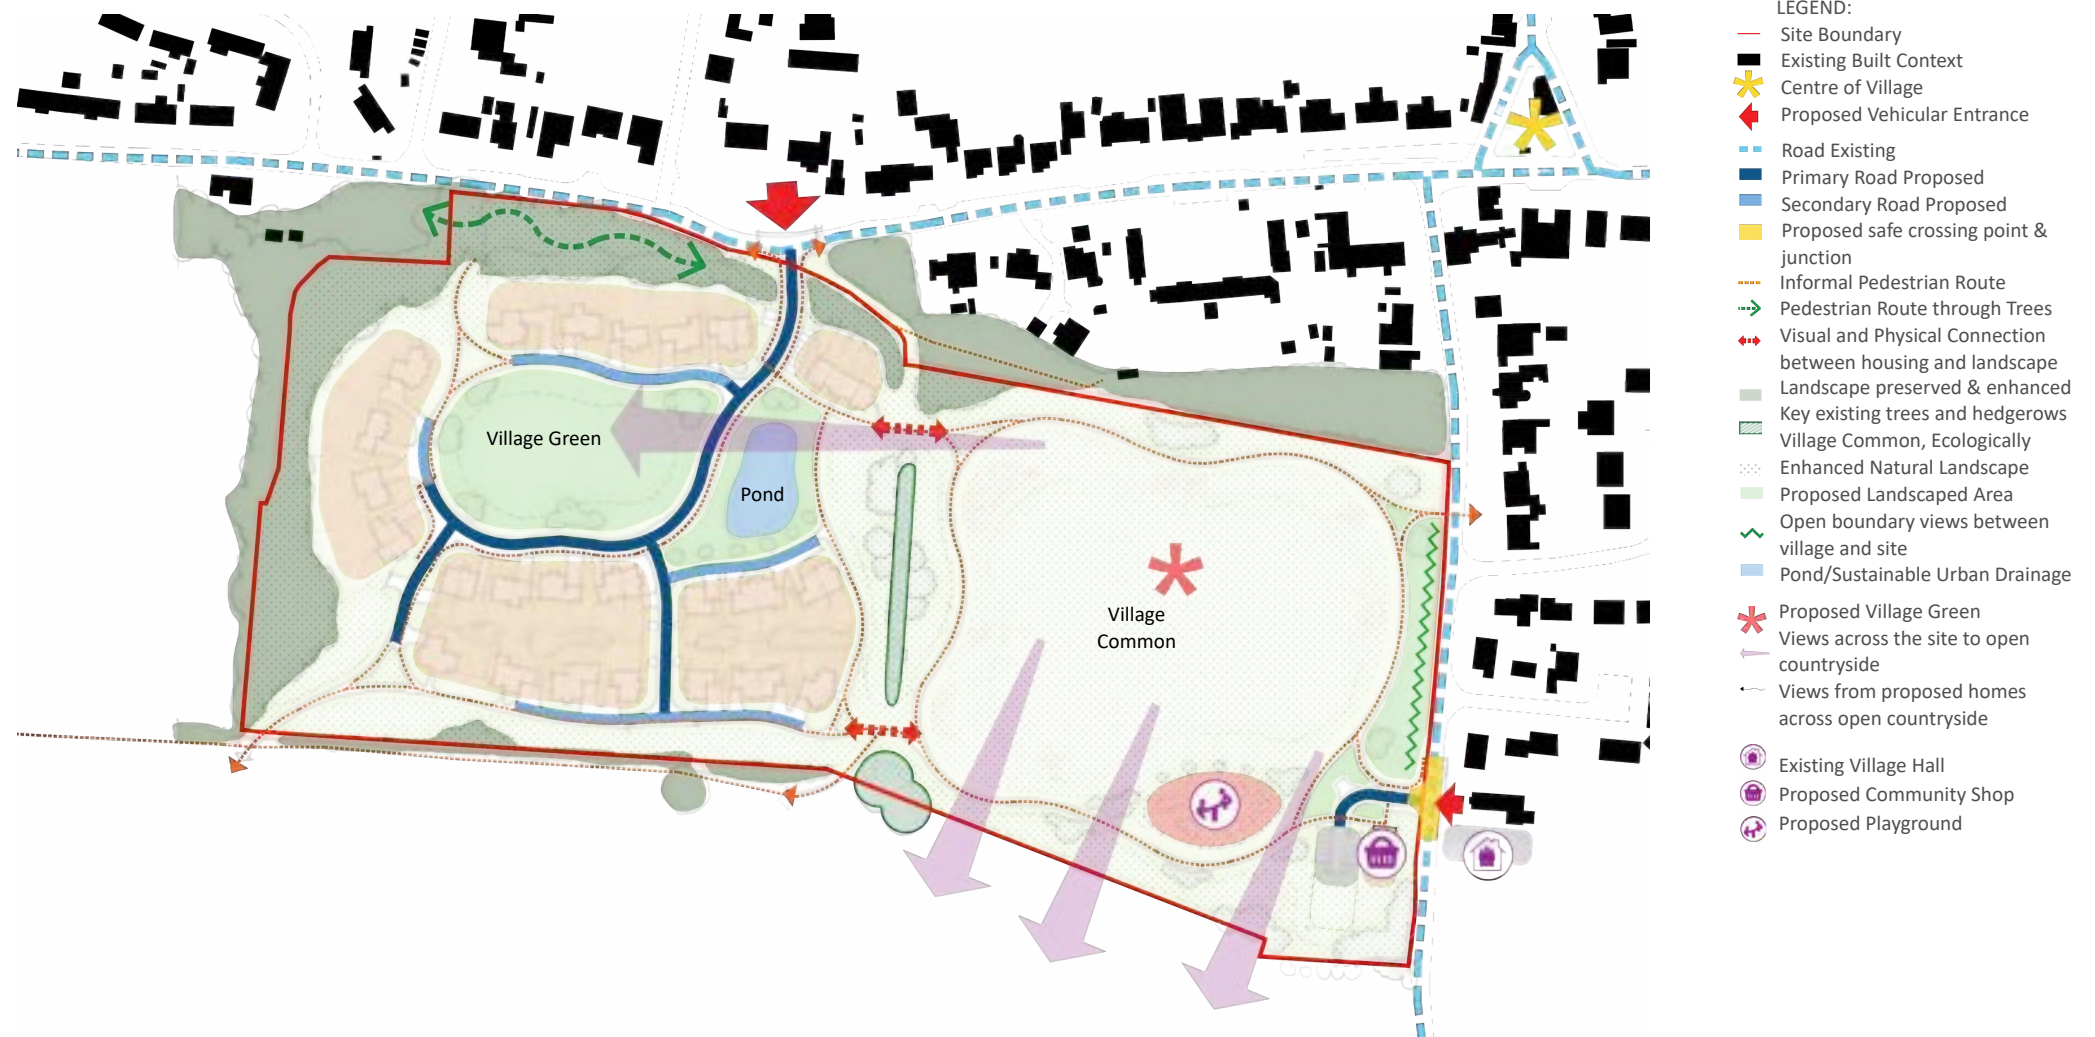 Village Green
Pond
Village
Common
LEGEND:
Site Boundary
Existing Built Context
Centre of Village
Proposed Vehicular Entrance
Road Existing
Primary Road Proposed
Secondary Road Proposed
Proposed safe crossing point &
junction
Informal Pedestrian Route
Pedestrian Route through Trees
Visual and Physical Connection
between housing and landscape
Landscape preserved & enhanced
Key existing trees and hedgerows
Village Common, Ecologically
Enhanced Natural Landscape
Proposed Landscaped Area
Open boundary views between
village and site
Pond/Sustainable Urban Drainage
Proposed Village Green
Views across the site to open
countryside
Views from proposed homes
across open countryside
Existing Village Hall
Proposed Community Shop
Proposed Playground